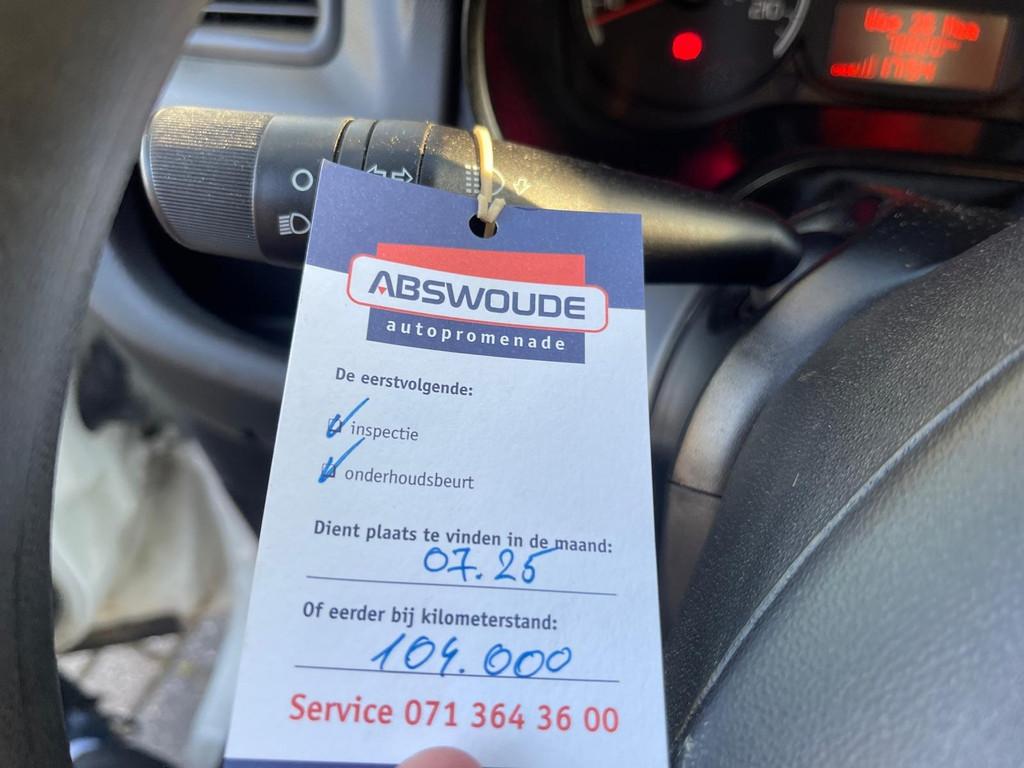 210
ABSWOUDE
autopromenade
De eerstvolgende:
inspectie
onderhoudsbeurt
Dient plaats te vinden in de maand:
07.25
Of eerder bij kilometerstand:
104.000
Service 071 364 36 00